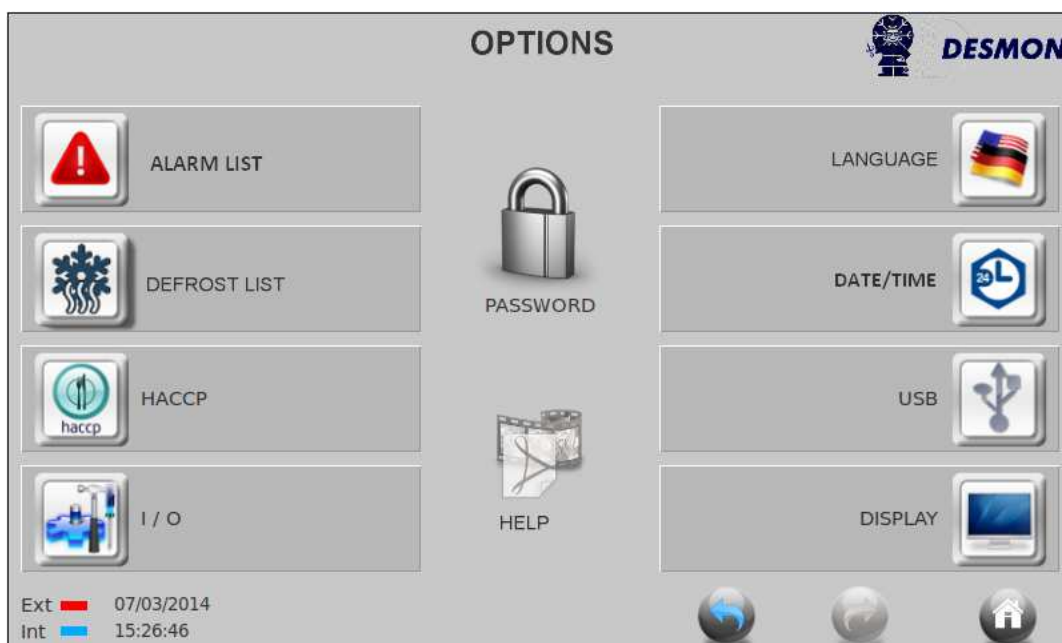 OPTIONS
DESMON
ALARM LIST
LANGUAGE
DEFROST LIST
PASSWORD
24
DATE/TIME
haccp
HACCP
USB
I / O
HELP
DISPLAY
Ext
07/03/2014
Int
15:26:46